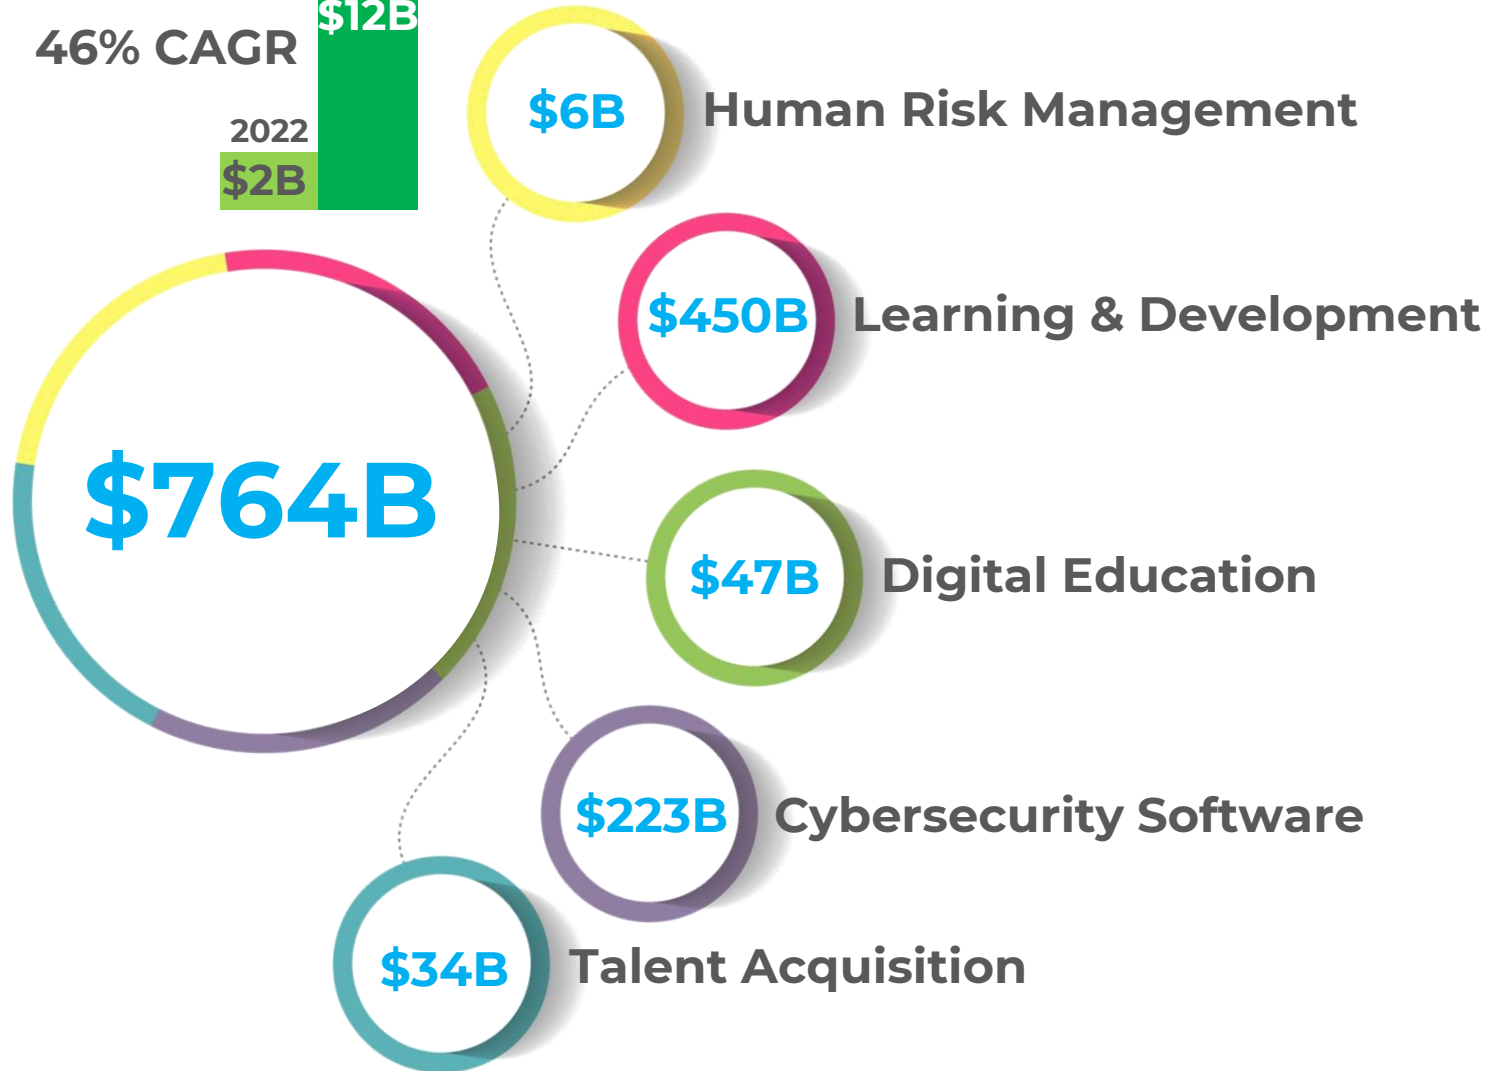 $12B
46% CAGR
2022
$2B
$6B
Human Risk Management
$450B
Learning & Development
$764B
$47B
Digital Education
$223B
Cybersecurity Software
$34B
Talent Acquisition